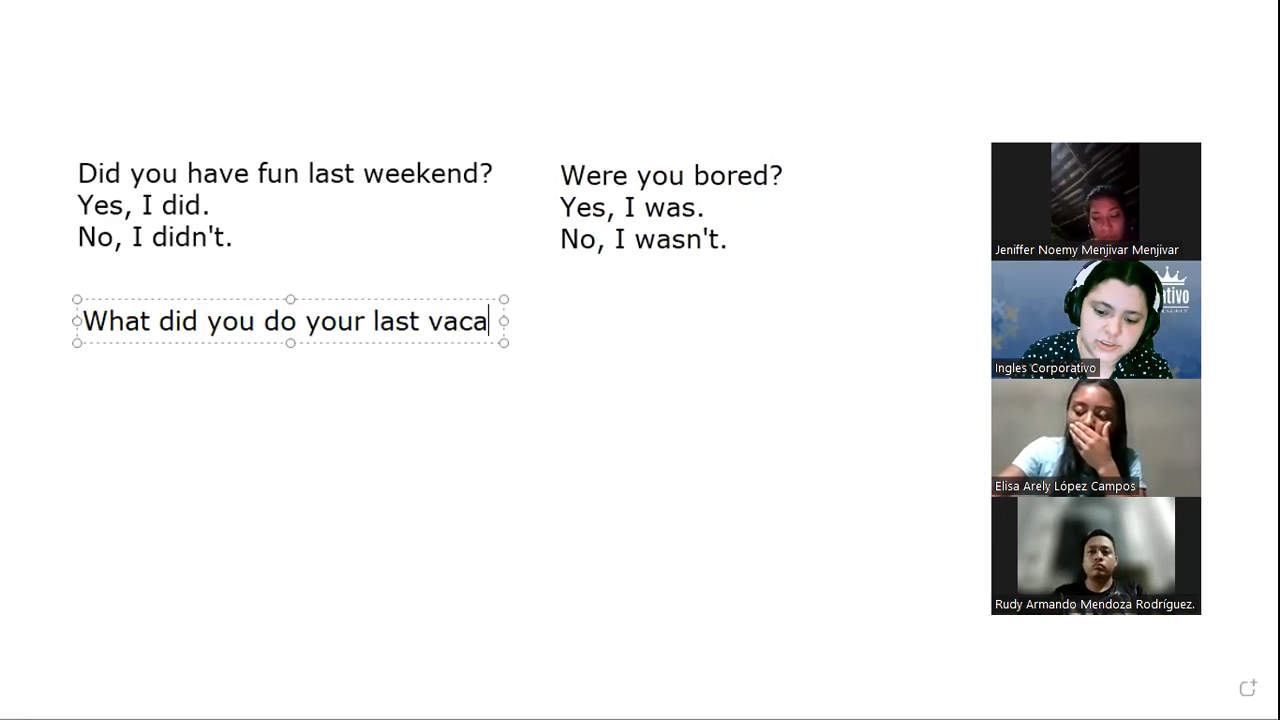 Did you have fun last weekend?
Yes, I did.
No, I didn't.
Were you bored?
Yes, I was.
No, I wasn't.
What did you do your last vaca
Jeniffer Noemy Menjivar Menjivar
Ingles Corporativo
Elisa Arely López Campos
Rudy Armando Mendoza Rodríguez.